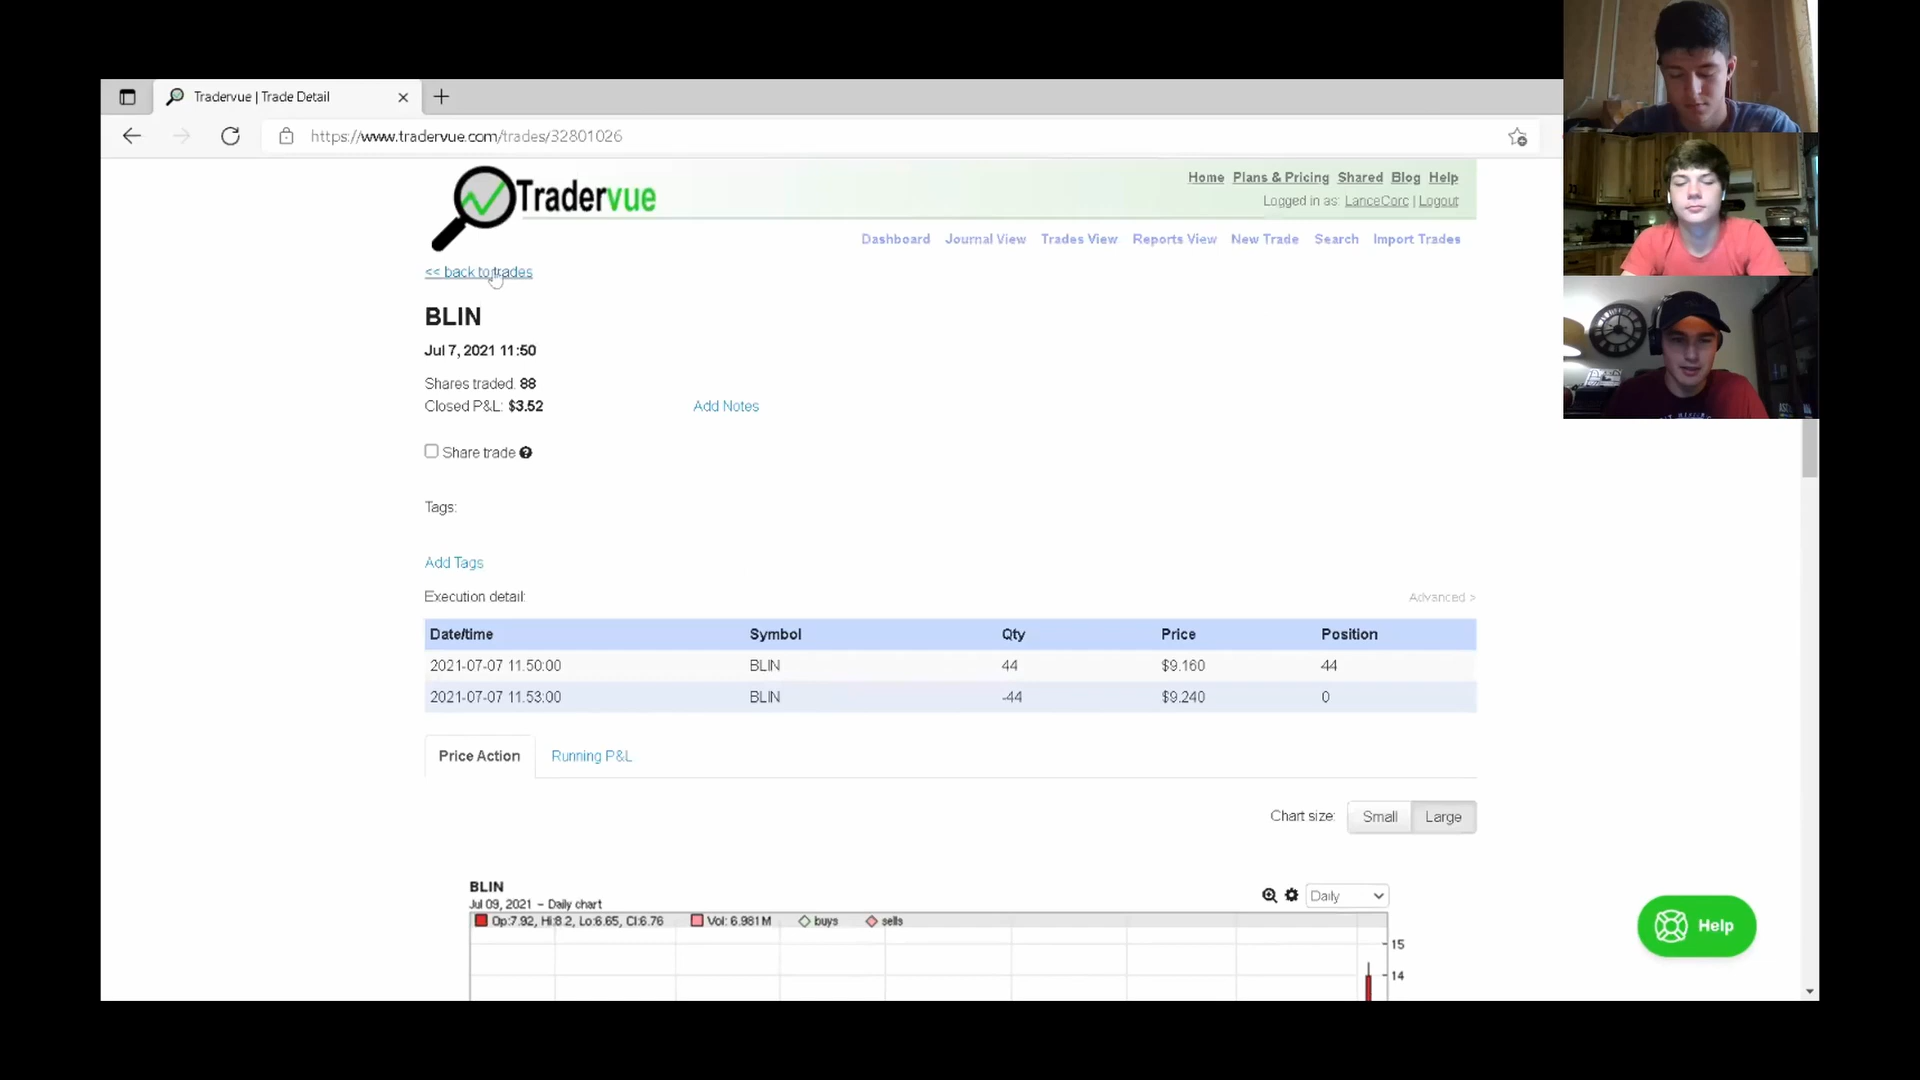 Tradervue | Trade Detail
https://www.tradervue.com/trades/32801026
Tradervue
Home Plans & Pricing Shared Blog Help
Logged in as: LanceCorc | Logout
Dashboard Journal View Trades View Reports View New Trade Search Import Trades
<< back to trades
BLIN
Jul 7, 2021 11:50
Shares traded: 88
Closed P&L: $3.52
Add Notes
Share trade
Tags:
Add Tags
Execution detail:
Advanced >
Date/time Symbol Qty Price Position
2021-07-07 11:50:00 BLIN 44 $9.160 44
2021-07-07 11:53:00 BLIN -44 $9.240 0
Price Action Running P&L
Chart size: Small Large
BLIN
Jul 09, 2021 - Daily chart
Daily
Op:7.92, Hi:8.2, Lo:6.65, Cl:6.76 Vol: 6.981M buys sells
15
14
Help